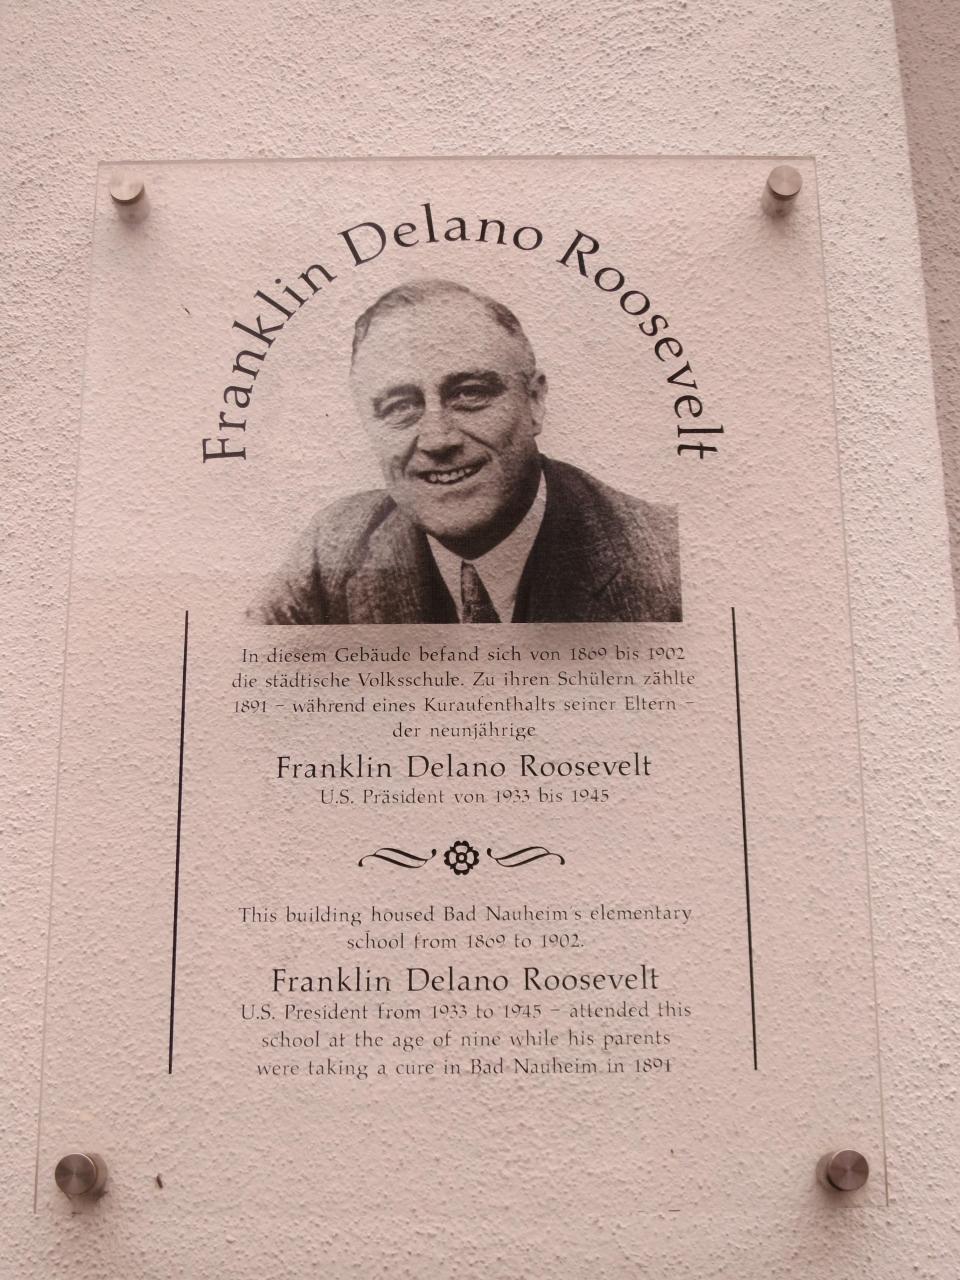 Franklin Delano Roosevelt
In diesem Gebäude befand sich von 1869 bis 1902
die städtische Volksschule. Zu ihren Schülern zählte
1891 – während eines Kuraufenthalts seiner Eltern –
der neunjährige
Franklin Delano Roosevelt
U.S. Präsident von 1933 bis 1945
This building housed Bad Nauheim's elementary
school from 1869 to 1902.
Franklin Delano Roosevelt
U.S. President from 1933 to 1945 – attended this
school at the age of nine while his parents
were taking a cure in Bad Nauheim in 1891